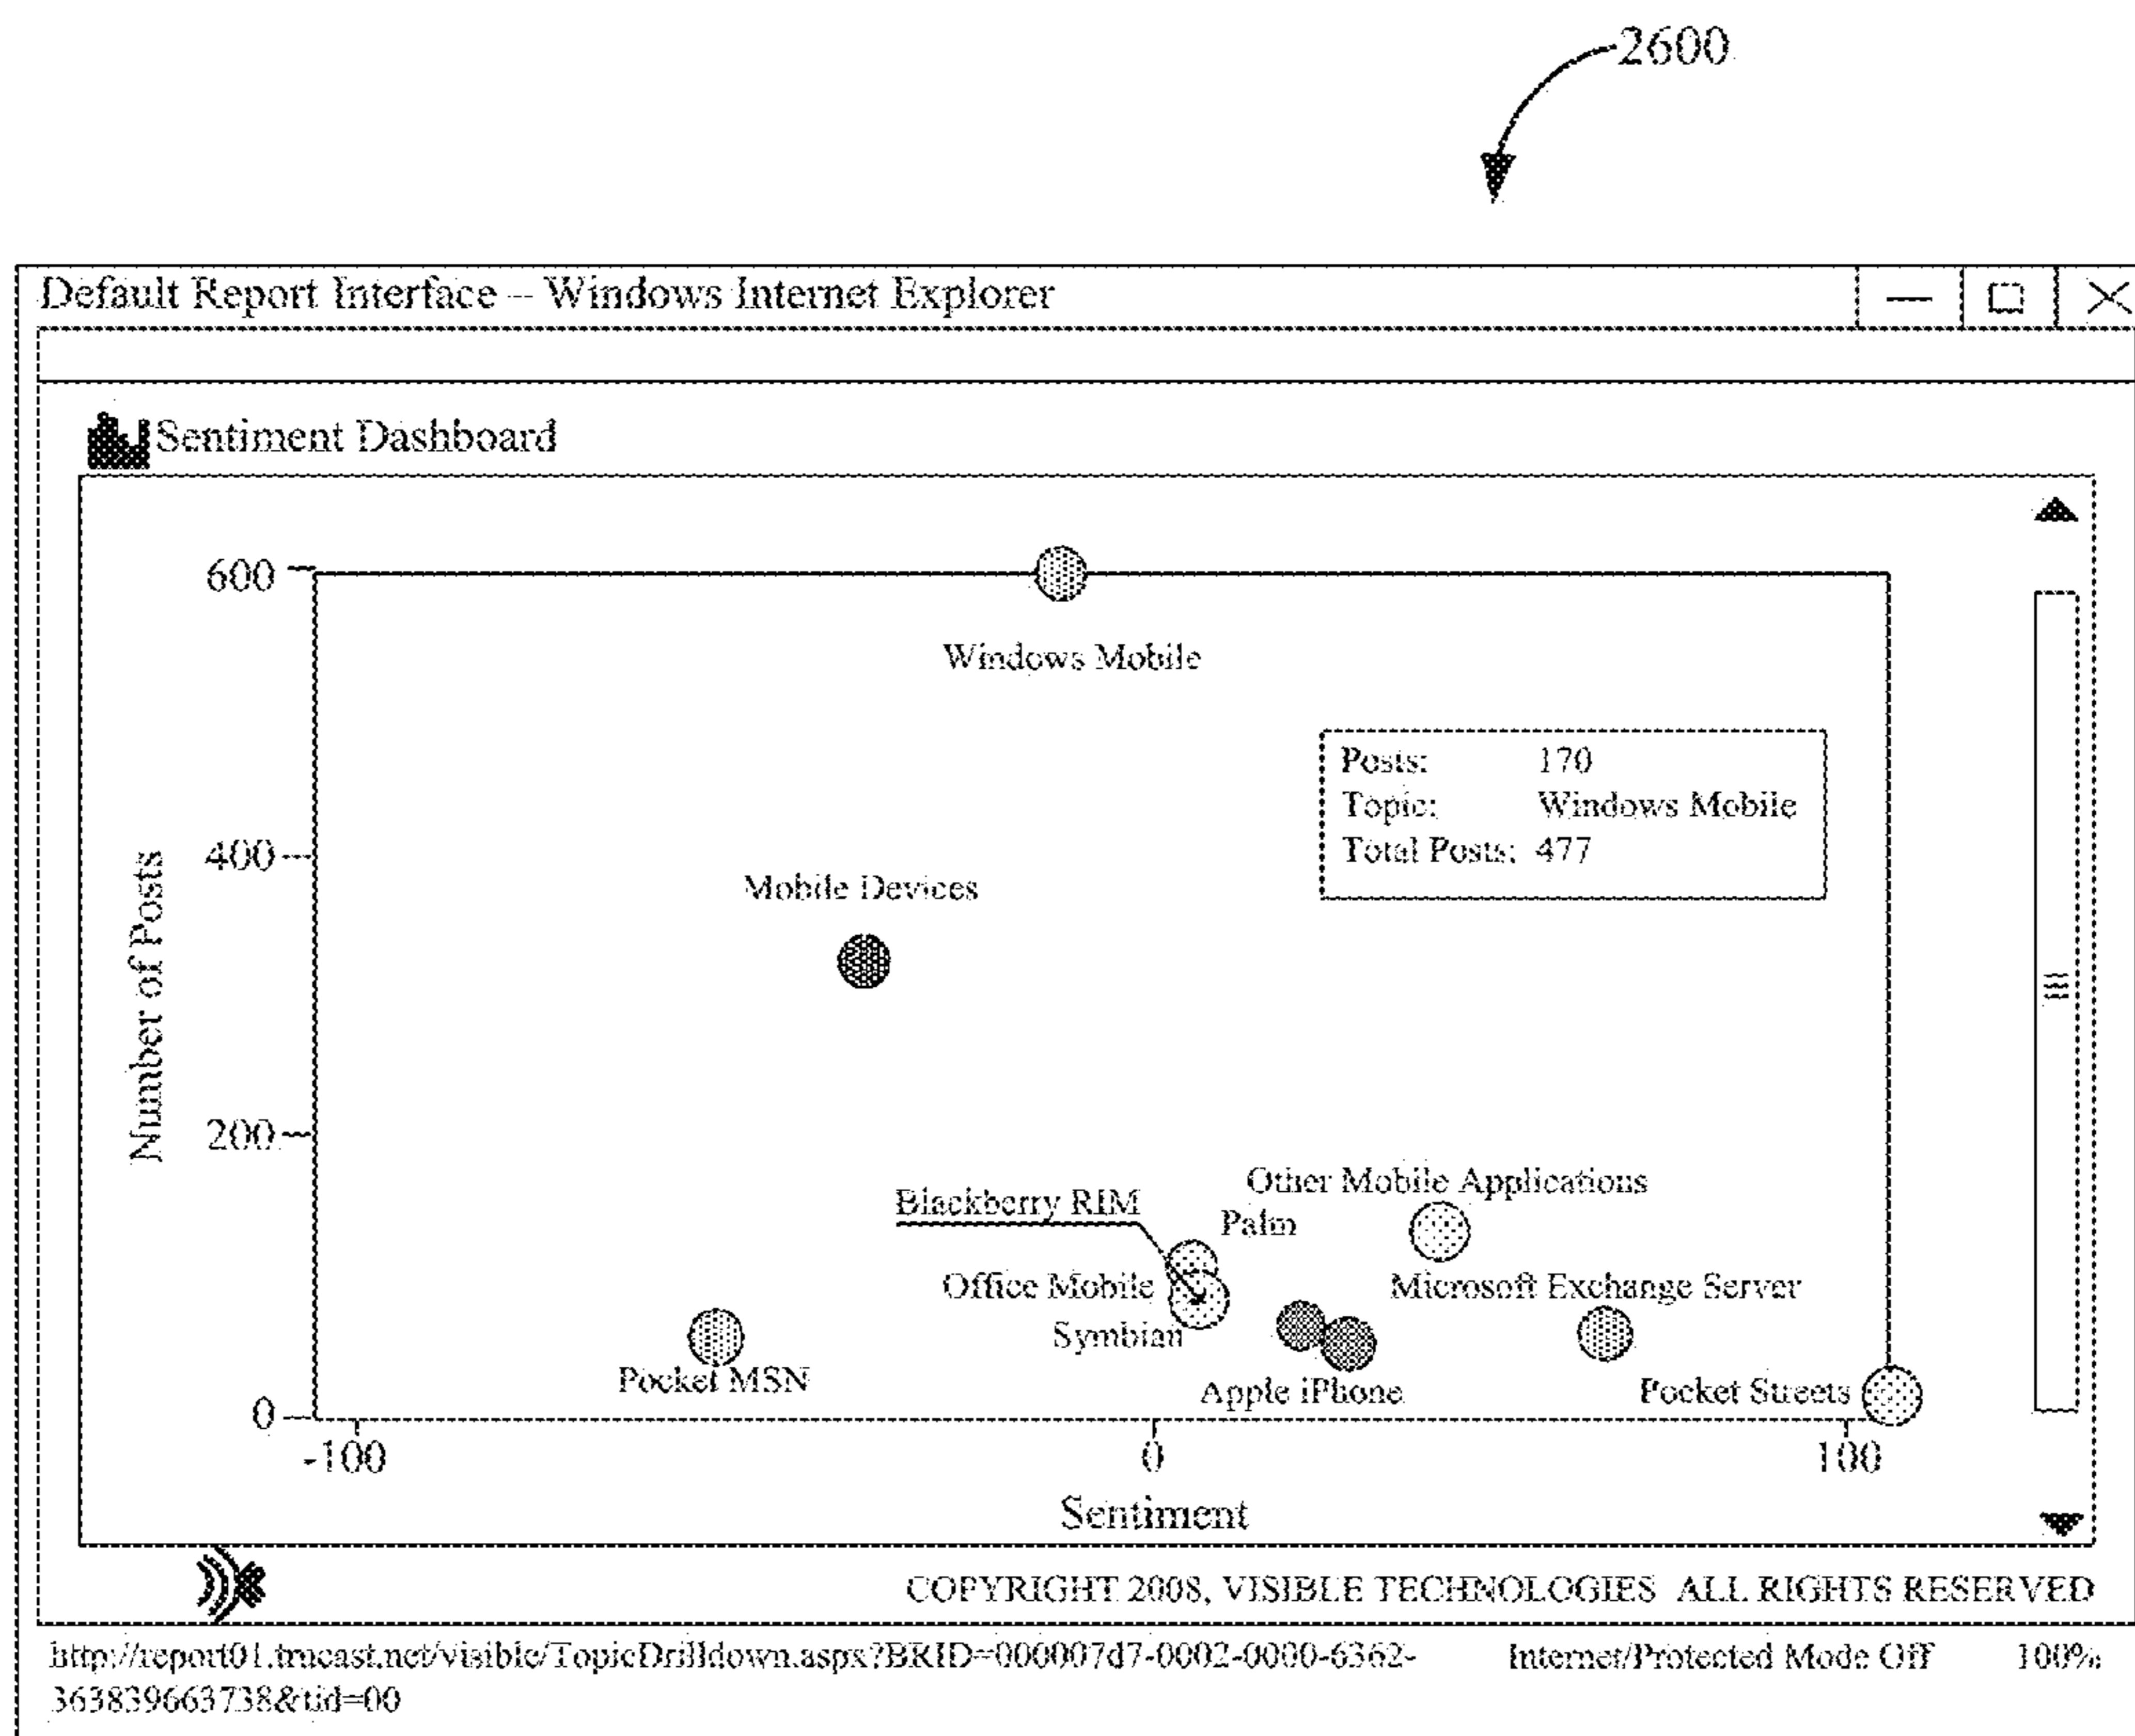 2600
Default Report Interface -- Windows Internet Explorer
Sentiment Dashboard
600
Windows Mobile
Posts: 170
Topic: Windows Mobile
Total Posts: 477
400
Mobile Devices
Number of Posts
200
Other Mobile Applications
Blackberry RIM
Palm
Office Mobile
Microsoft Exchange Server
Symbian
Pocket MSN
Apple iPhone
Pocket Streets
0
-100
0
100
Sentiment
COPYRIGHT 2008, VISIBLE TECHNOLOGIES ALL RIGHTS RESERVED
http://report01.trucast.net/visible/TopicDrilldown.aspx?BRID=000007d7-0002-0000-6362-
363839663738&tid=00
Internet/Protected Mode Off
100%